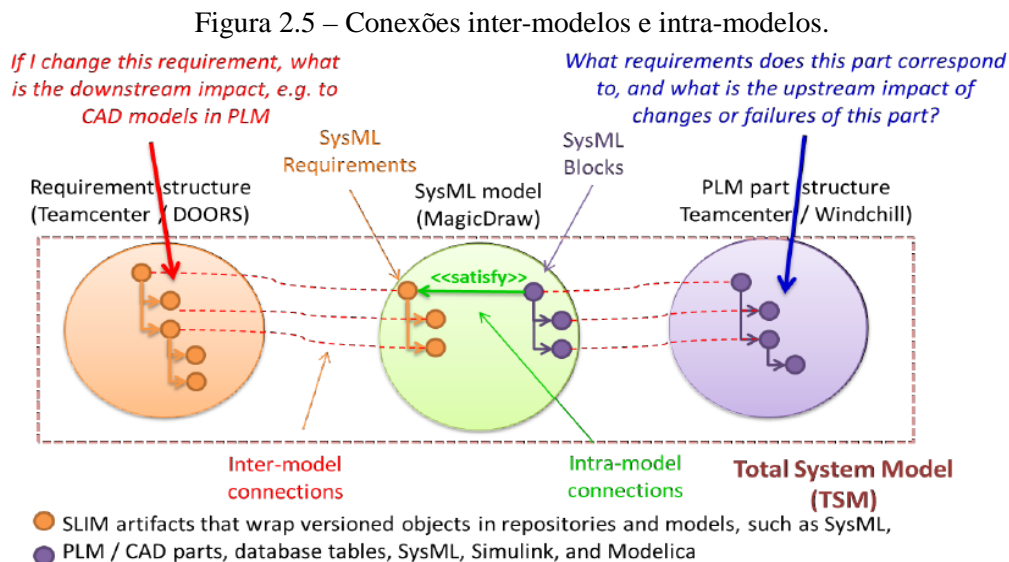 Figura 2.5 – Conexões inter-modelos e intra-modelos.
If I change this requirement, what
is the downstream impact, e.g. to
CAD models in PLM
What requirements does this part correspond
to, and what is the upstream impact of
changes or failures of this part?
SysML
Requirements
SysML
Blocks
Requirement structure
(Teamcenter / DOORS)
SysML model
(MagicDraw)
PLM part structure
Teamcenter / Windchill)
<<satisfy>>
Inter-model
connections
Intra-model
connections
Total System Model
(TSM)
SLIM artifacts that wrap versioned objects in repositories and models, such as SysML,
PLM / CAD parts, database tables, SysML, Simulink, and Modelica